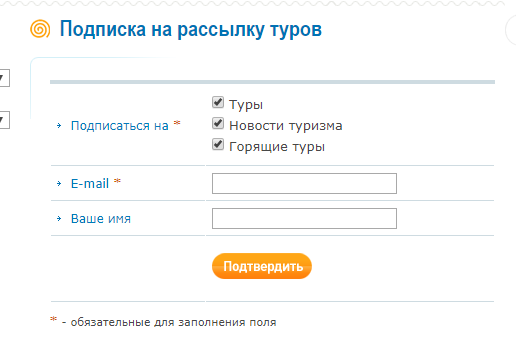 Подписка на рассылку туров
Туры
Подписаться на *
Новости туризма
Горящие туры
E-mail *
Ваше имя
Подтвердить
* - обязательные для заполнения поля